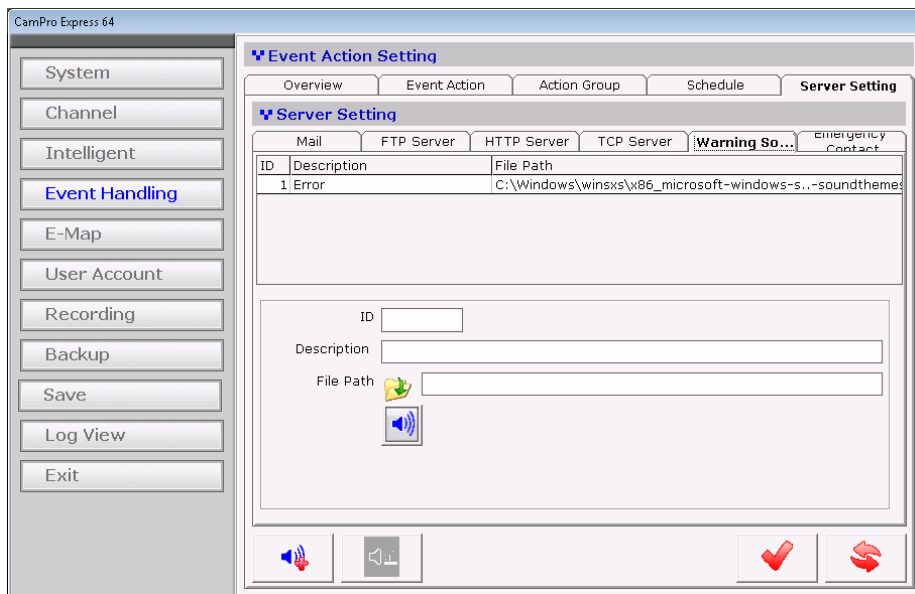 CamPro Express 64
System
Channel
Intelligent
Event Handling
E-Map
User Account
Recording
Backup
Save
Log View
Exit
Event Action Setting
Overview Event Action Action Group Schedule Server Setting
Server Setting
Mail FTP Server HTTP Server TCP Server Warning So... Emergency Contact
ID Description File Path
1 Error C:\Windows\winsxs\x86_microsoft-windows-s..-soundthemes
ID
Description
File Path